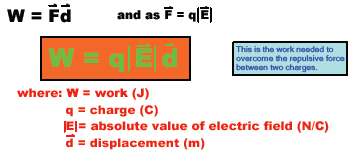 W = F⃗d⃗ and as F⃗ = q|E⃗|
W = q|E⃗|d⃗
This is the work needed to
overcome the repulsive force
between two charges.
where: W = work (J)
q = charge (C)
|E| = absolute value of electric field (N/C)
d⃗ = displacement (m)